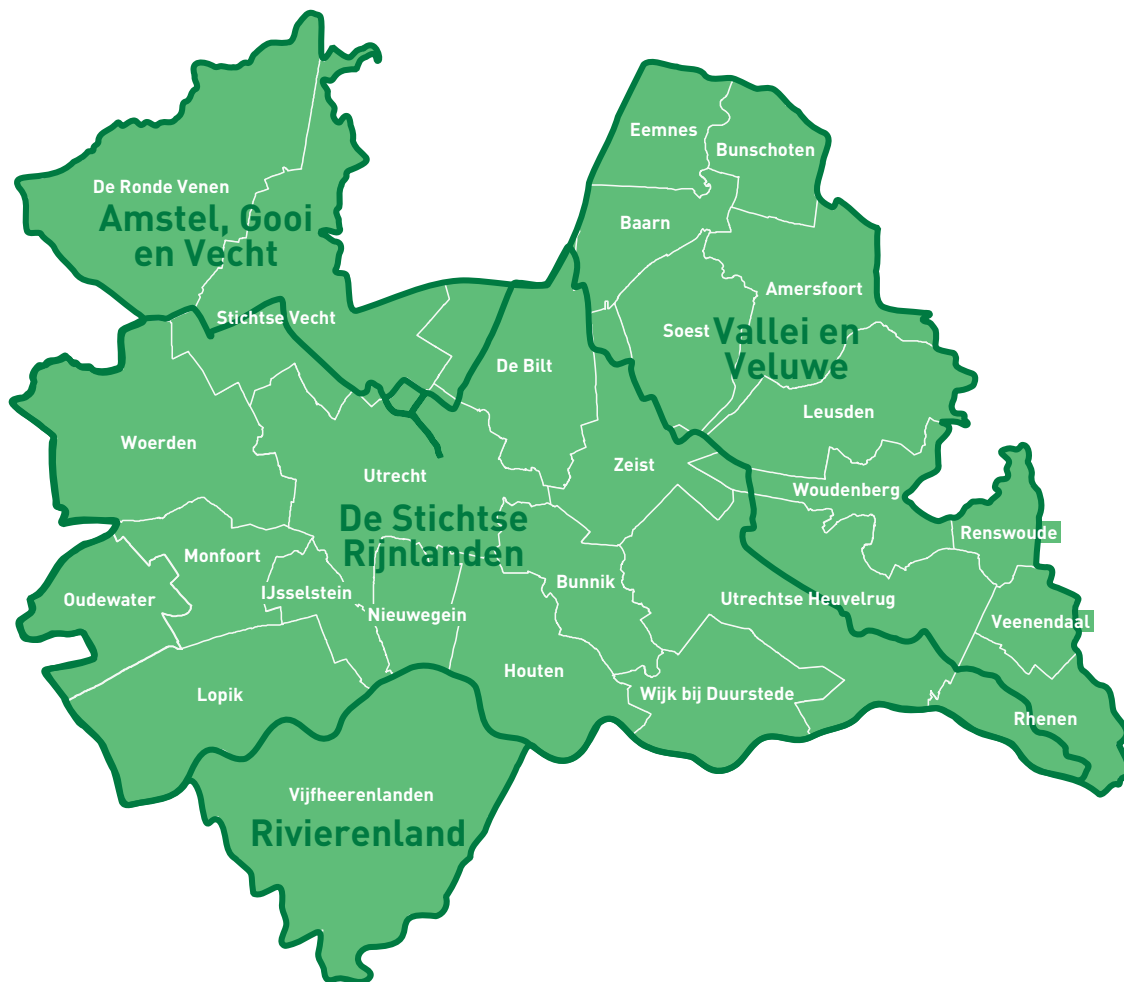 Eemnes
Bunschoten
De Ronde Venen
Amstel, Gooi
en Vecht
Baarn
Amersfoort
Stichtse Vecht
Soest
Vallei en
Veluwe
De Bilt
Leusden
Woerden
Zeist
Utrecht
Woudenberg
De Stichtse
Rijnlanden
Renswoude
Monfoort
Bunnik
IJsselstein
Oudewater
Utrechtse Heuvelrug
Nieuwegein
Veenendaal
Houten
Lopik
Wijk bij Duurstede
Rhenen
Vijfheerenlanden
Rivierenland